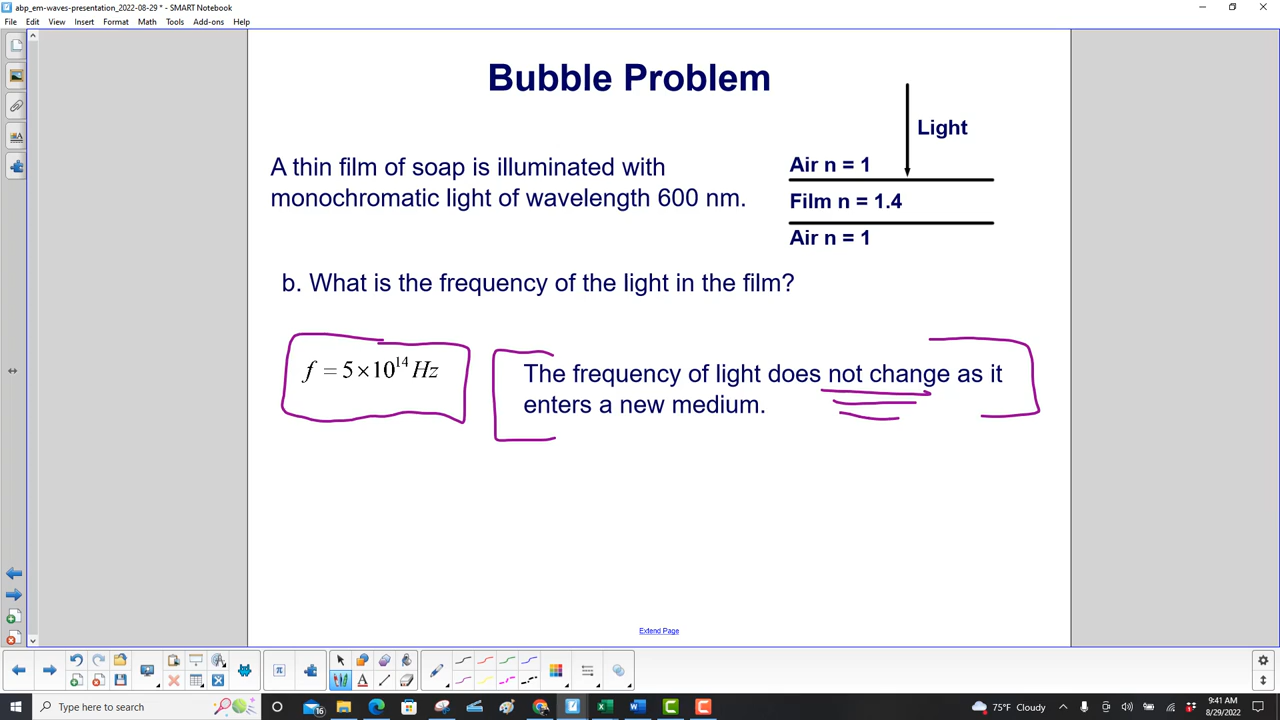 abp_em-waves-presentation_2022-08-29 * - SMART Notebook
File Edit View Insert Format Math Tools Add-ons Help
Bubble Problem
Light
A thin film of soap is illuminated with
monochromatic light of wavelength 600 nm.
Air n = 1
Film n = 1.4
Air n = 1
b. What is the frequency of the light in the film?
f = 5×10¹⁴ Hz
The frequency of light does not change as it
enters a new medium.
Extend Page
Type here to search
16
75°F Cloudy
9:41 AM
8/29/2022